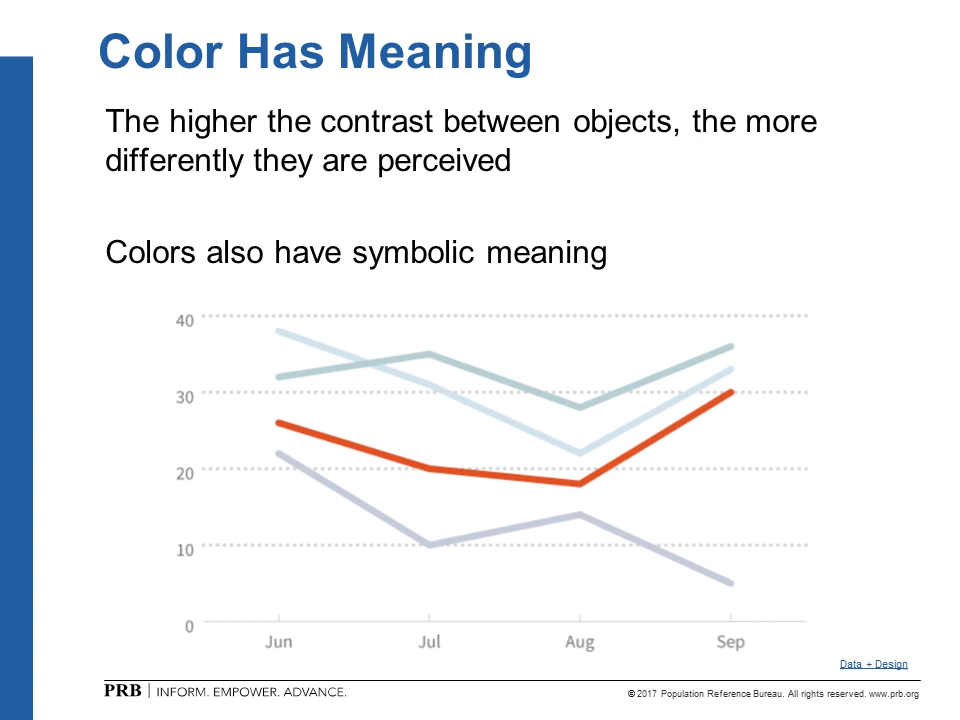 Color Has Meaning
The higher the contrast between objects, the more
differently they are perceived
Colors also have symbolic meaning
40
30
20
10
0
Jun Jul Aug Sep
Data + Design
PRB | INFORM. EMPOWER. ADVANCE.
© 2017 Population Reference Bureau. All rights reserved. www.prb.org